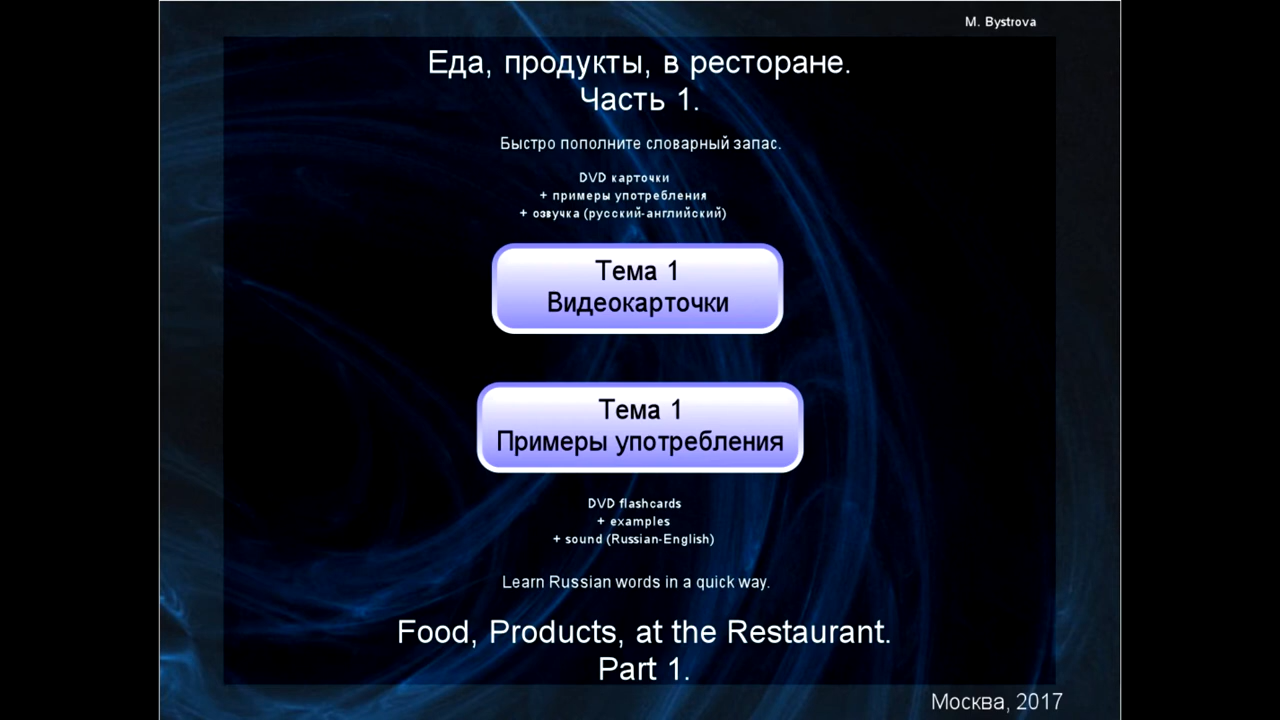 M. Bystrova
Еда, продукты, в ресторане.
Часть 1.
Быстро пополните словарный запас.
DVD карточки
+ примеры употребления
+ озвучка (русский-английский)
Тема 1
Видеокарточки
Тема 1
Примеры употребления
DVD flashcards
+ examples
+ sound (Russian-English)
Learn Russian words in a quick way.
Food, Products, at the Restaurant.
Part 1.
Москва, 2017